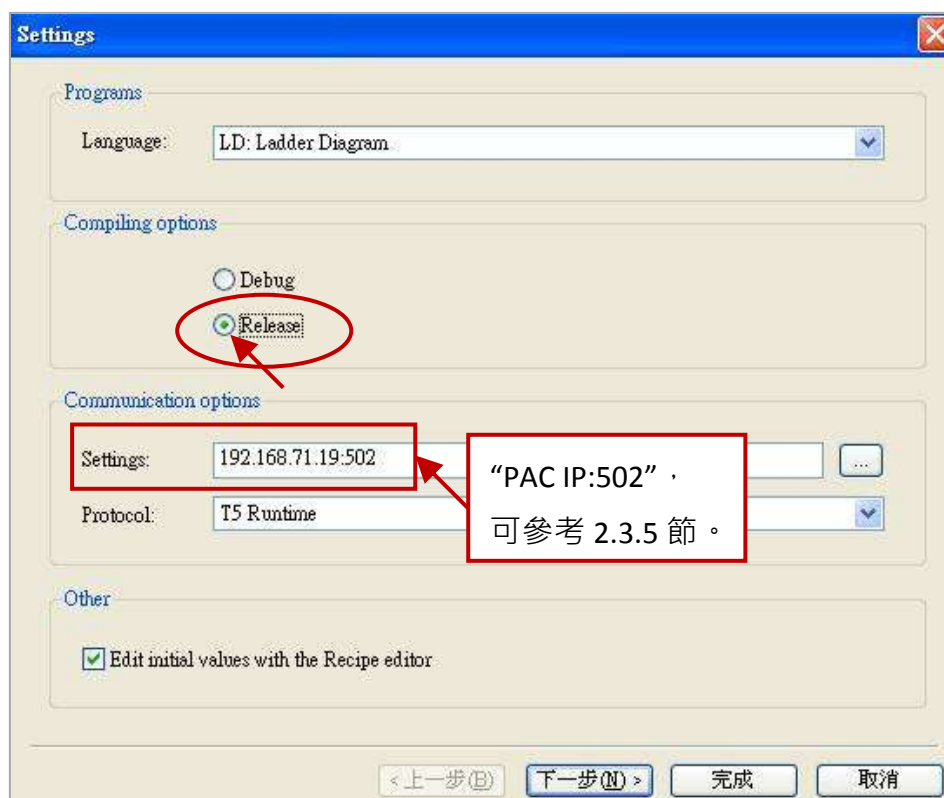 Settings
Programs
Language: LD: Ladder Diagram
Compiling options
Debug
Release
Communication options
Settings: 192.168.71.19:502 ...
“PAC IP:502”，
可參考 2.3.5 節。
Protocol: T5 Runtime
Other
Edit initial values with the Recipe editor
<上一步(B) 下一步(N) > 完成 取消